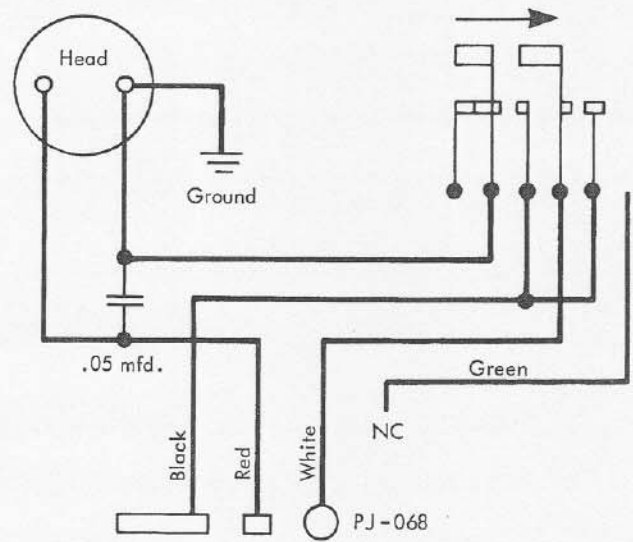 Head
Ground
.05 mfd.
Green
NC
Black
Red
White
PJ-068